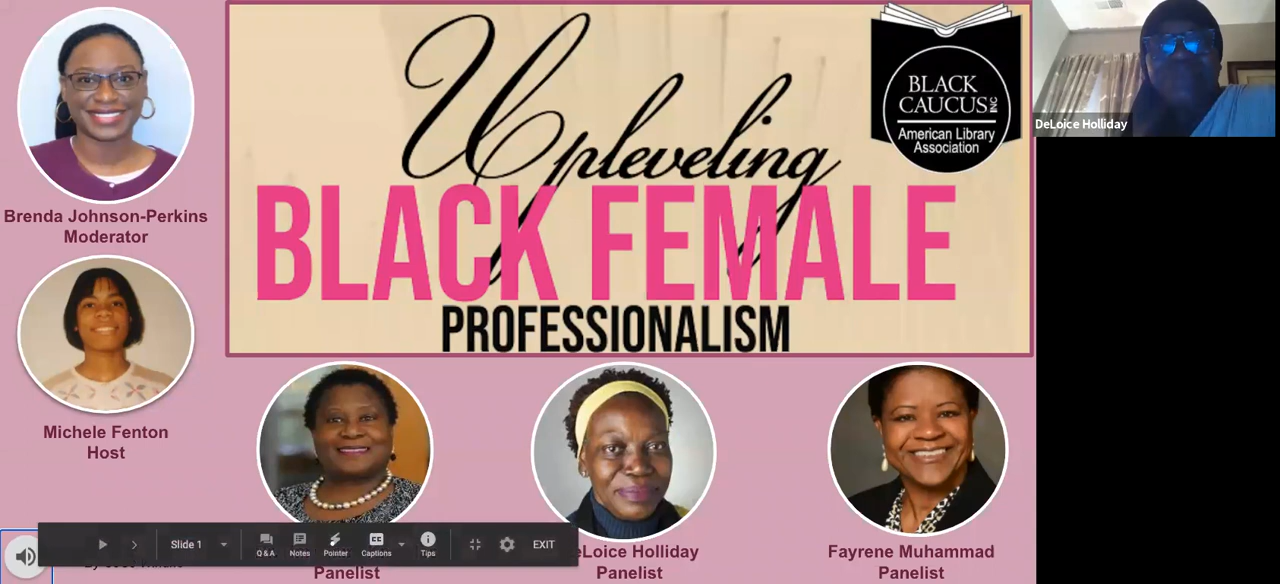 Upleveling
BLACK FEMALE
PROFESSIONALISM
BLACK
CAUCUS INC
American Library
Association
DeLoice Holliday
Brenda Johnson-Perkins
Moderator
Michele Fenton
Host
Panelist
eLoice Holliday
Panelist
Fayrene Muhammad
Panelist
Slide 1
Q & A
Notes
Pointer
Captions
Tips
EXIT